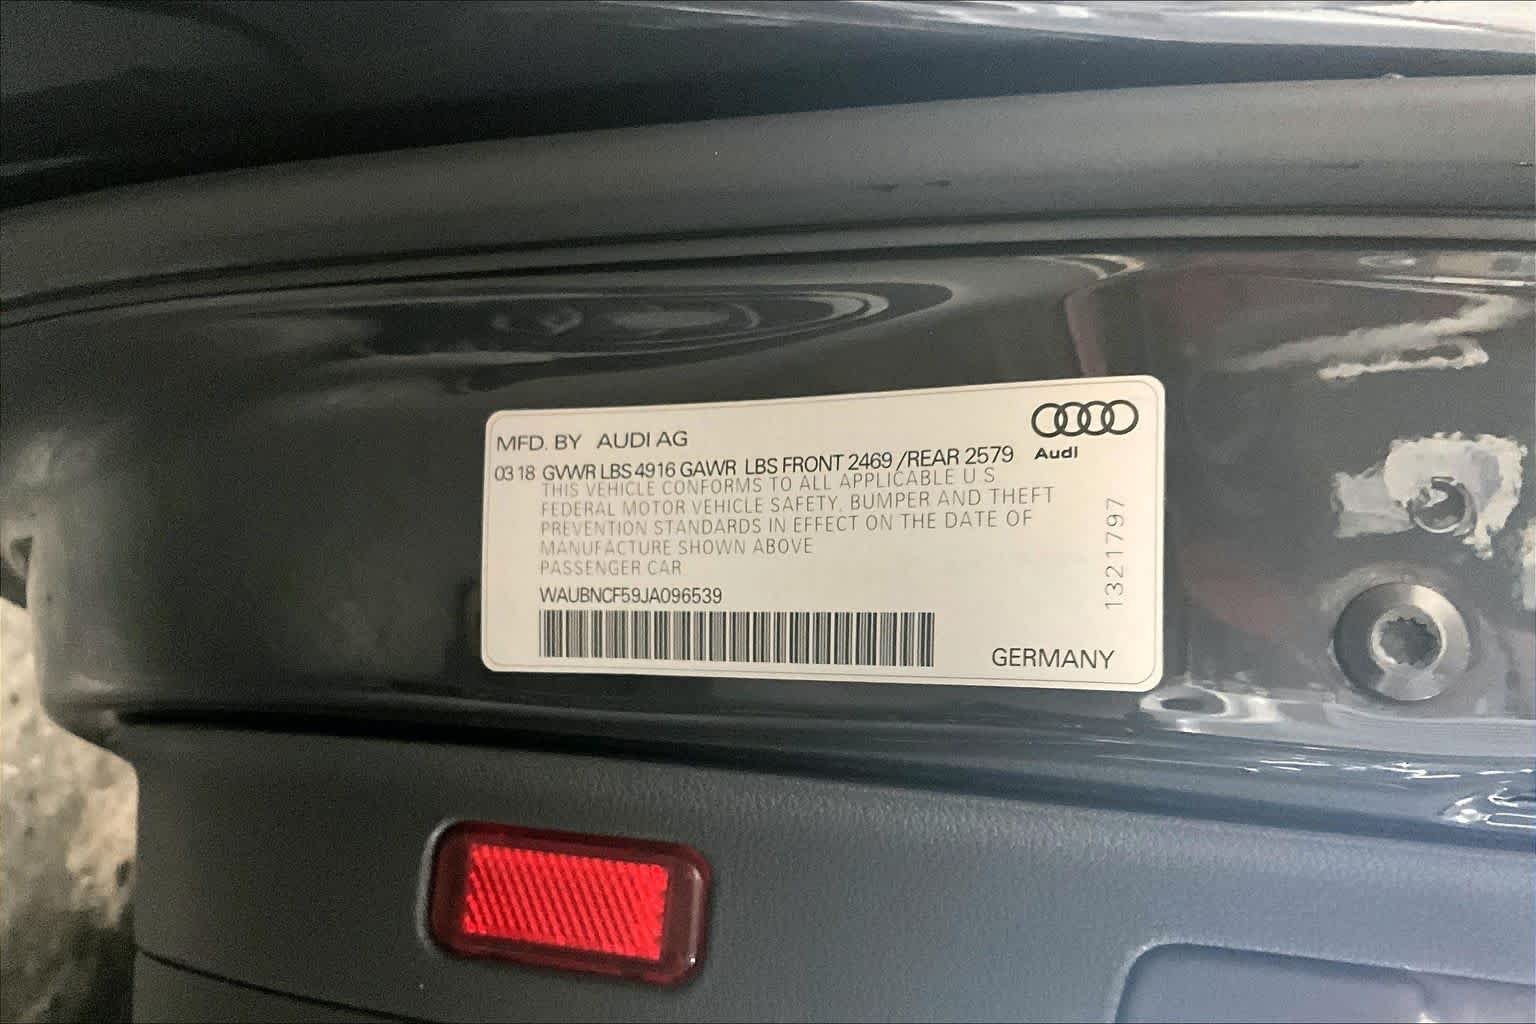 MFD. BY AUDI AG
Audi
03 18 GVWR LBS 4916 GAWR LBS FRONT 2469 /REAR 2579
THIS VEHICLE CONFORMS TO ALL APPLICABLE U S
FEDERAL MOTOR VEHICLE SAFETY, BUMPER AND THEFT
PREVENTION STANDARDS IN EFFECT ON THE DATE OF
MANUFACTURE SHOWN ABOVE
PASSENGER CAR
WAUBNCF59JA096539
1321797
GERMANY